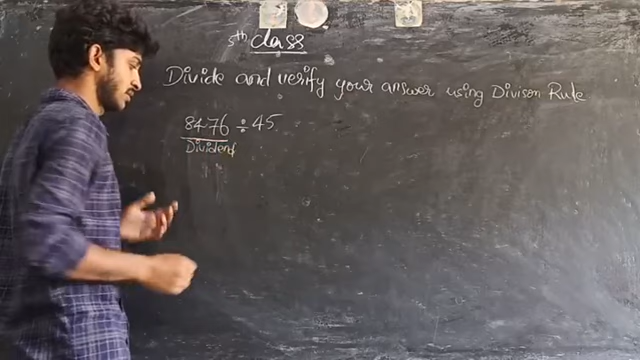 5th class
Divide and verify your answer using Divison Rule
8476 ÷ 45
Dividend